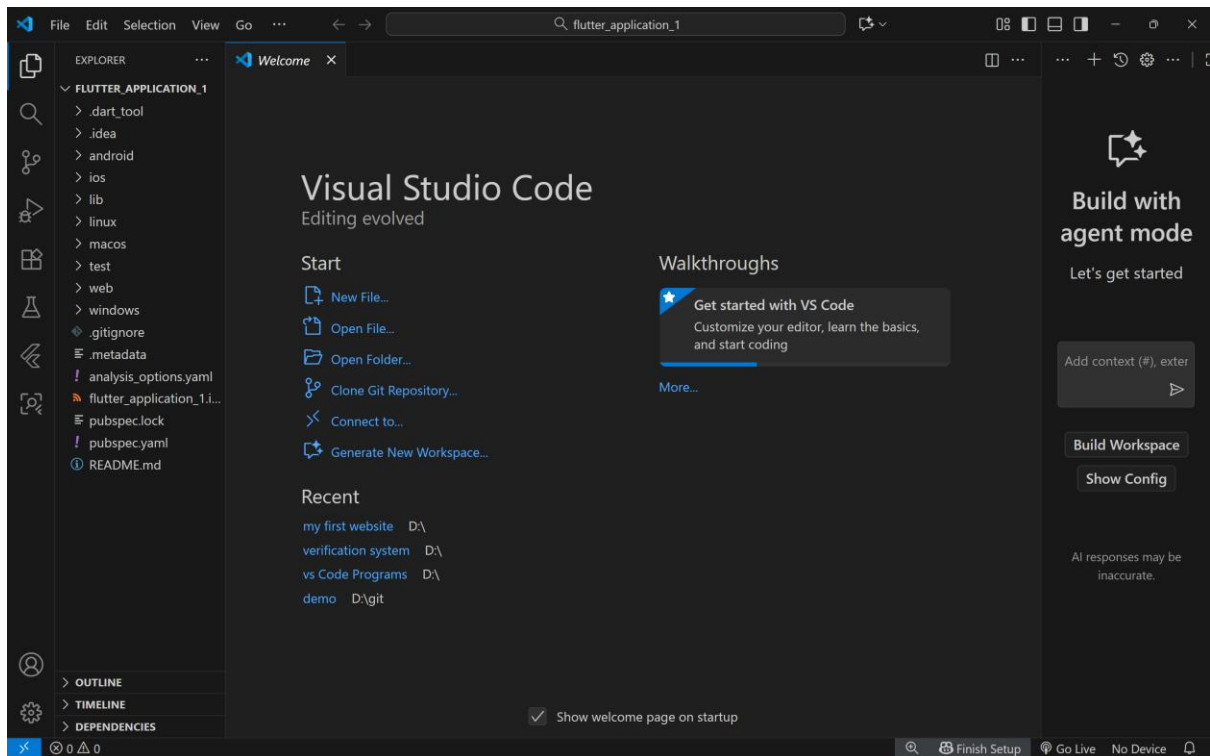 File Edit Selection View Go ··· flutter_application_1
EXPLORER ···
FLUTTER_APPLICATION_1
.dart_tool
.idea
android
ios
lib
linux
macos
test
web
windows
.gitignore
.metadata
analysis_options.yaml
flutter_application_1.i...
pubspec.lock
pubspec.yaml
README.md
OUTLINE
TIMELINE
DEPENDENCIES
Welcome
Visual Studio Code
Editing evolved
Start
New File...
Open File...
Open Folder...
Clone Git Repository...
Connect to...
Generate New Workspace...
Recent
my first website D:\
verification system D:\
vs Code Programs D:\
demo D:\git
Walkthroughs
Get started with VS Code
Customize your editor, learn the basics,
and start coding
More...
Show welcome page on startup
Build with
agent mode
Let's get started
Add context (#), exter
Build Workspace
Show Config
AI responses may be
inaccurate.
0 0 Finish Setup Go Live No Device